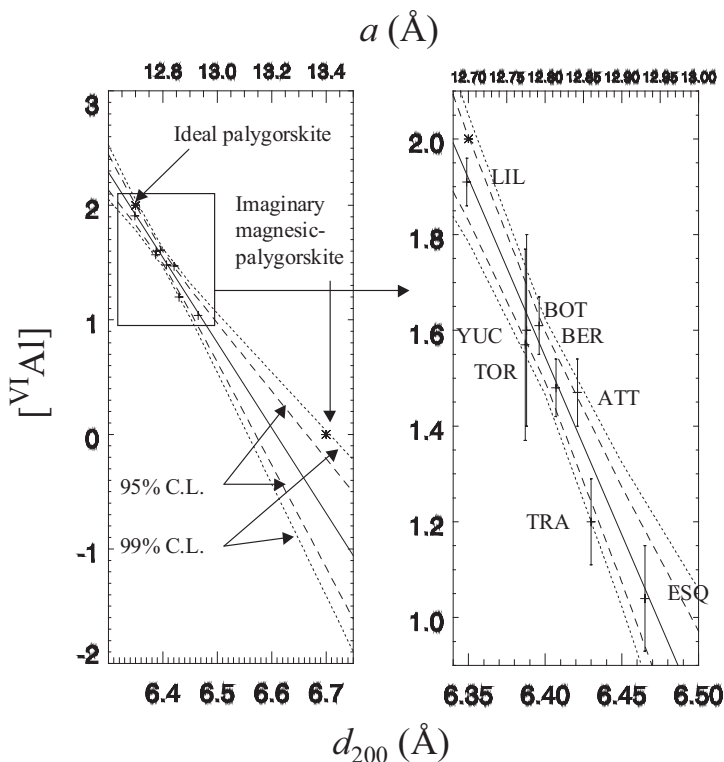 a (Å)
12.8 13.0 13.2 13.4
12.70 12.75 12.80 12.85 12.90 12.95 13.00
3
2
1
0
-1
-2
[VIAl]
Ideal palygorskite
Imaginary
magnesic-
palygorskite
95% C.L.
99% C.L.
6.4 6.5 6.6 6.7
2.0
1.8
1.6
1.4
1.2
1.0
LIL
BOT
YUC
BER
TOR
ATT
TRA
ESQ
6.35 6.40 6.45 6.50
d200 (Å)